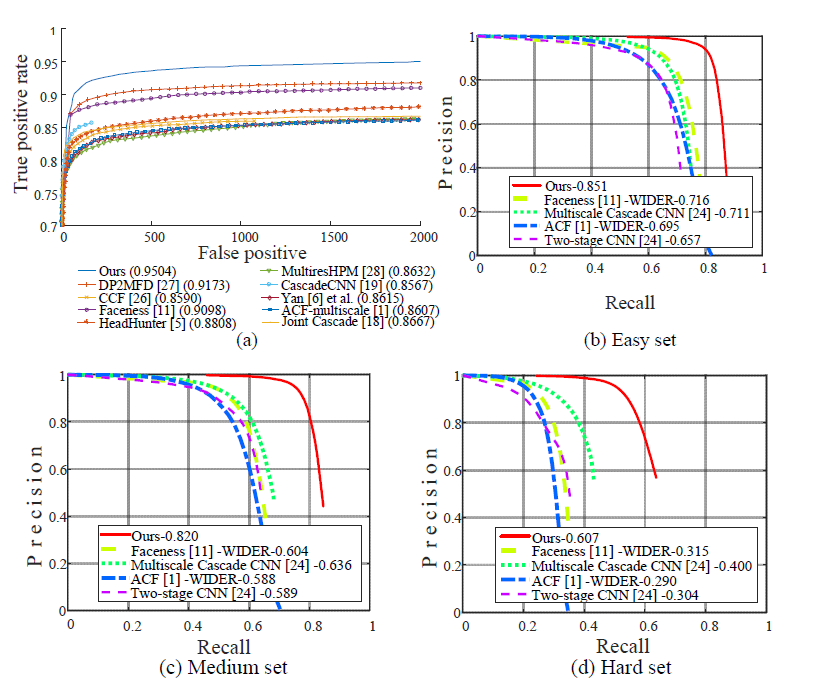 1
0.95
0.9
0.85
0.8
0.75
0.7
0 500 1000 1500 2000
True positive rate
False positive
Ours (0.9504)
DP2MFD [27] (0.9173)
CCF [26] (0.8590)
Faceness [11] (0.9098)
HeadHunter [5] (0.8808)
MultiresHPM [28] (0.8632)
CascadeCNN [19] (0.8567)
Yan [6] et al. (0.8615)
ACF-multiscale [1] (0.8607)
Joint Cascade [18] (0.8667)
(a)
1
0.8
0.6
0.4
0.2
0
Precision
Ours-0.851
Faceness [11] -WIDER-0.716
Multiscale Cascade CNN [24] -0.711
ACF [1] -WIDER-0.695
Two-stage CNN [24] -0.657
0 0.2 0.4 0.6 0.8 1
Recall
(b) Easy set
1
0.8
0.6
0.4
0.2
0
Precision
Ours-0.820
Faceness [11] -WIDER-0.604
Multiscale Cascade CNN [24] -0.636
ACF [1] -WIDER-0.588
Two-stage CNN [24] -0.589
0 0.2 0.4 0.6 0.8 1
Recall
(c) Medium set
1
0.8
0.6
0.4
0.2
0
Precision
Ours-0.607
Faceness [11] -WIDER-0.315
Multiscale Cascade CNN [24] -0.400
ACF [1] -WIDER-0.290
Two-stage CNN [24] -0.304
0 0.2 0.4 0.6 0.8 1
Recall
(d) Hard set